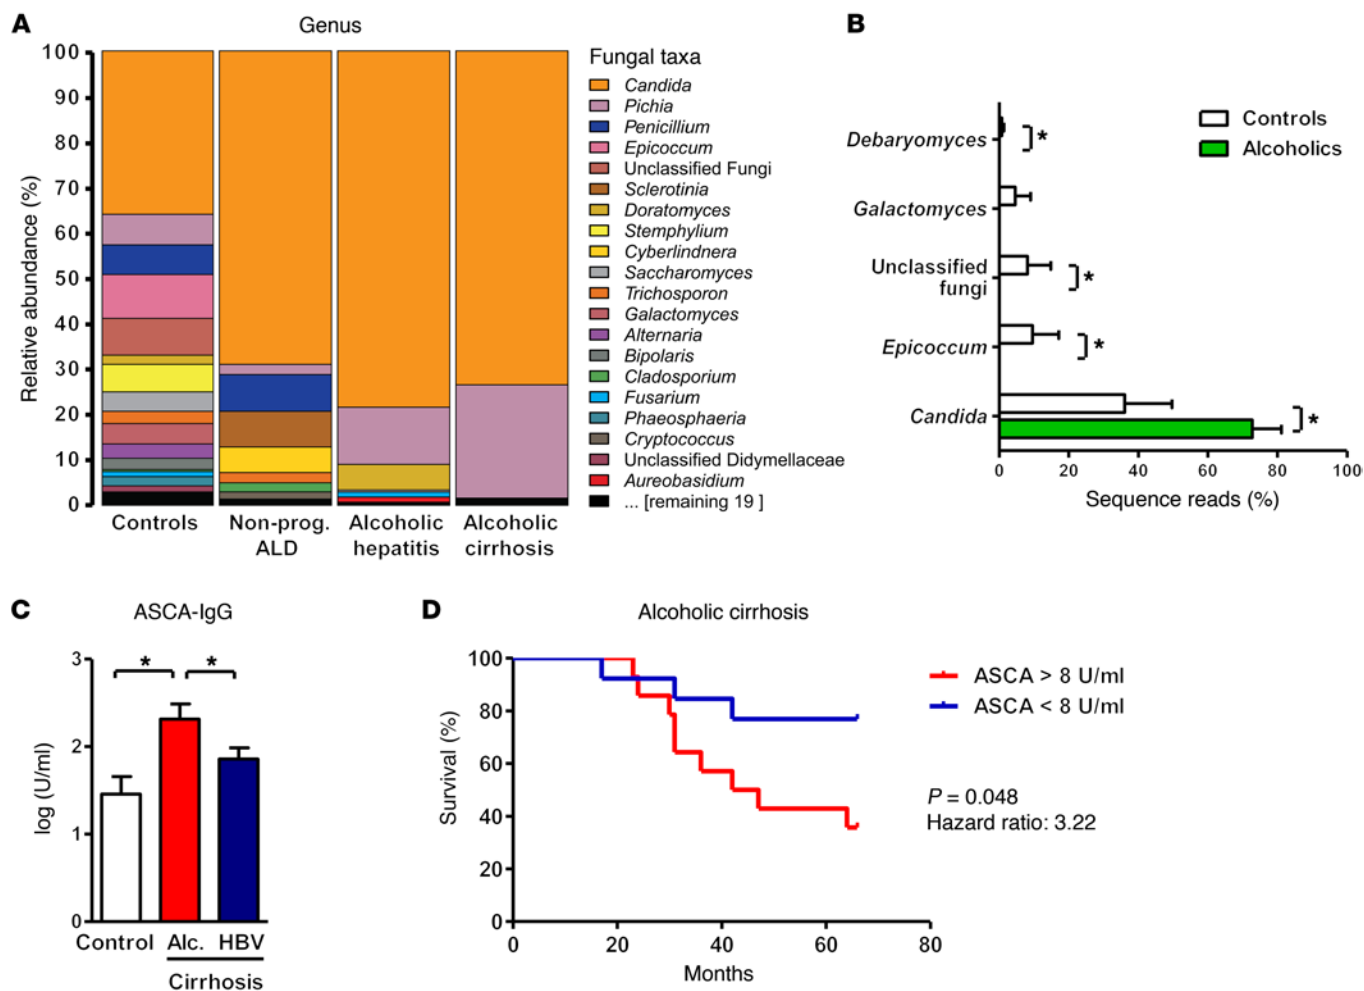 A
Genus
Relative abundance (%)
100
90
80
70
60
50
40
30
20
10
0
Controls
Non-prog.
ALD
Alcoholic
hepatitis
Alcoholic
cirrhosis
Fungal taxa
Candida
Pichia
Penicillium
Epicoccum
Unclassified Fungi
Sclerotinia
Doratomyces
Stemphylium
Cyberlindnera
Saccharomyces
Trichosporon
Galactomyces
Alternaria
Bipolaris
Cladosporium
Fusarium
Phaeosphaeria
Cryptococcus
Unclassified Didymellaceae
Aureobasidium
... [remaining 19 ]
B
Controls
Alcoholics
Debaryomyces
*
Galactomyces
Unclassified
fungi
*
Epicoccum
*
Candida
*
0 20 40 60 80 100
Sequence reads (%)
C
ASCA-IgG
log (U/ml)
3
2
1
0
* *
Control Alc. HBV
Cirrhosis
D
Alcoholic cirrhosis
Survival (%)
100
80
60
40
20
0
0 20 40 60 80
Months
ASCA > 8 U/ml
ASCA < 8 U/ml
P = 0.048
Hazard ratio: 3.22